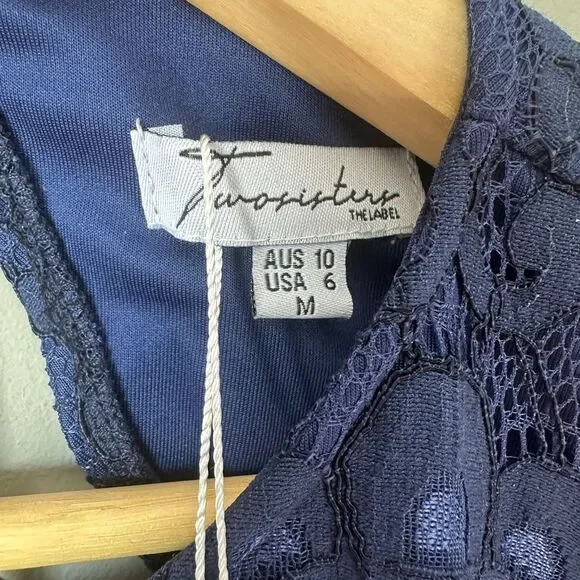 Twosisters
THE LABEL
AUS 10
USA 6
M